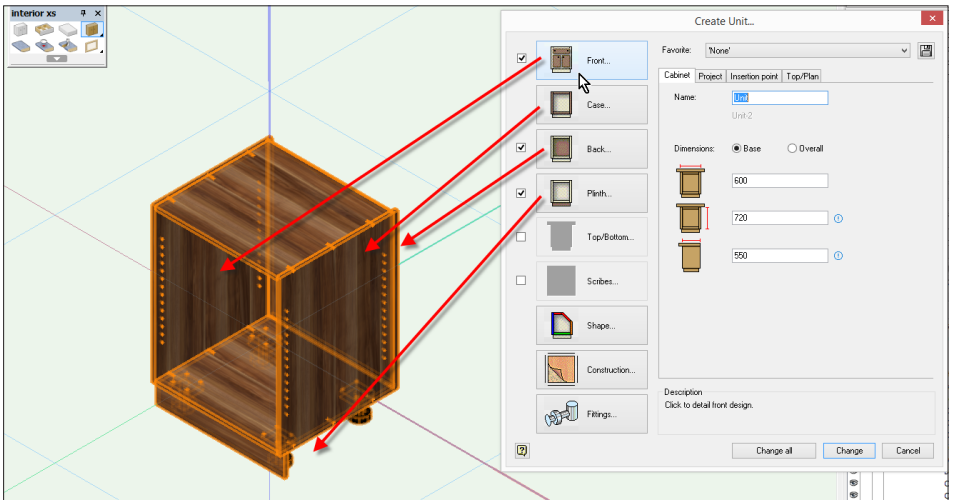 interior xs
Create Unit...
Front...
Case...
Back...
Plinth...
Top/Bottom...
Scribes...
Shape...
Construction...
Fittings...
Favorite: 'None'
Cabinet Project Insertion point Top/Plan
Name: Unit
Unit-2
Dimensions: Base Overall
600
720
550
Description
Click to detail front design.
Change all Change Cancel